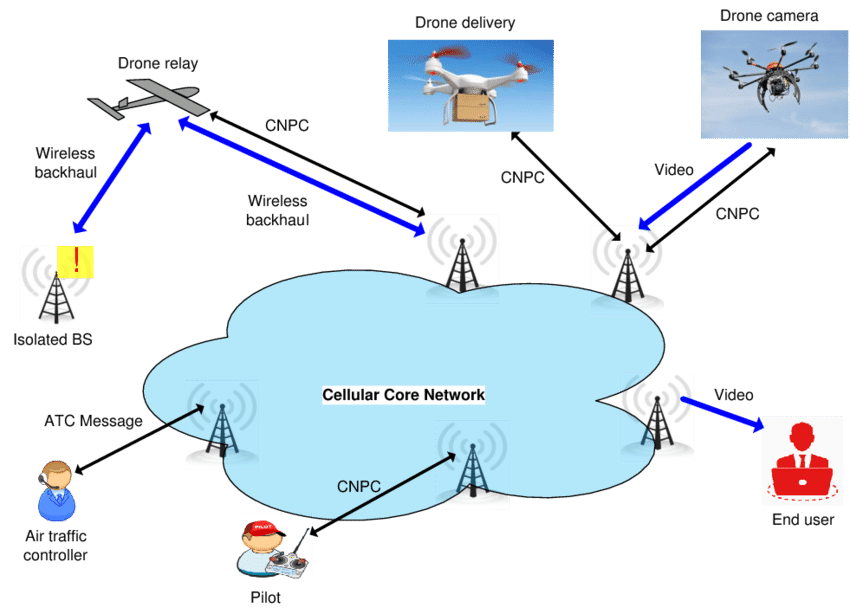 Drone delivery
Drone camera
Drone relay
CNPC
Wireless
backhaul
CNPC
Video
CNPC
Wireless
backhaul
!
Isolated BS
Cellular Core Network
Video
ATC Message
CNPC
End user
Air traffic
controller
PILOT
Pilot